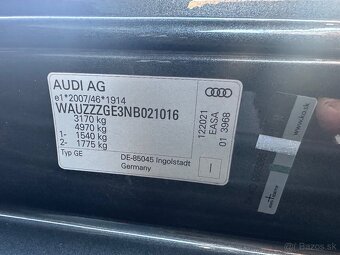 AUDI AG
e1*2007/46*1914
WAUZZZGE3NB021016
3170 kg
4970 kg
1- 1540 kg
2- 1775 kg
Typ GE
DE-85045 Ingolstadt
Germany
I
122021
EASA
01 3968
© Bazos.sk